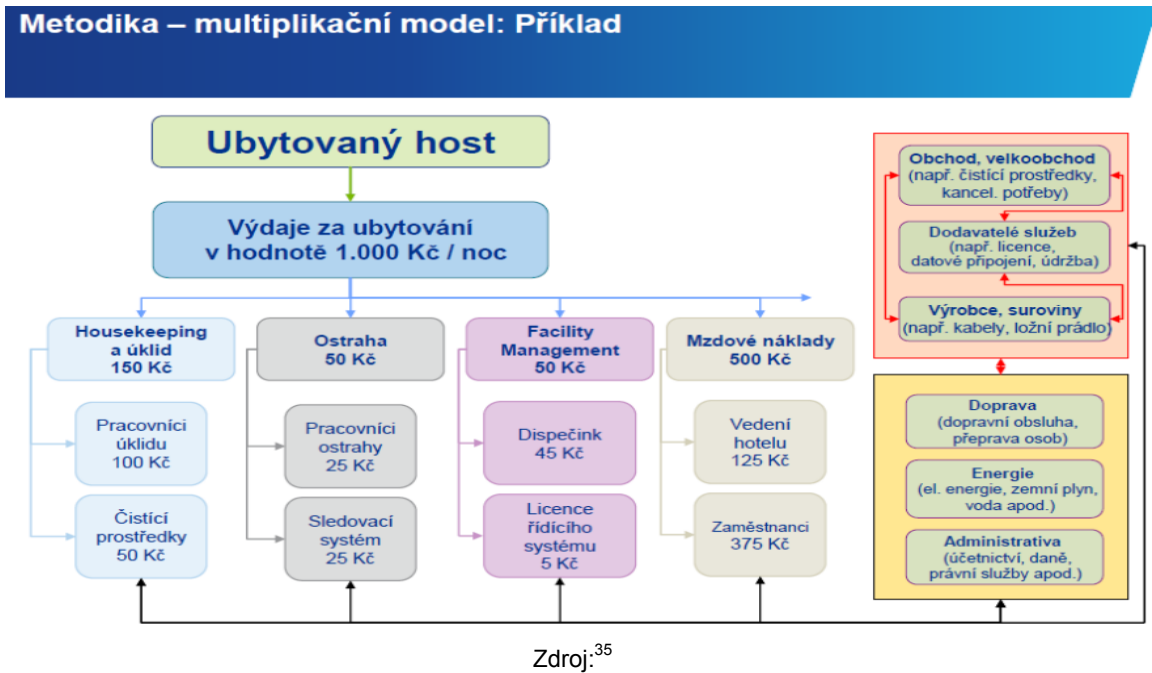 Metodika – multiplikační model: Příklad
Ubytovaný host
Výdaje za ubytování
v hodnotě 1.000 Kč / noc
Housekeeping
a úklid
150 Kč
Pracovníci
úklidu
100 Kč
Čistící
prostředky
50 Kč
Ostraha
50 Kč
Pracovníci
ostrahy
25 Kč
Sledovací
systém
25 Kč
Facility
Management
50 Kč
Dispečink
45 Kč
Licence
řídícího
systému
5 Kč
Mzdové náklady
500 Kč
Vedení
hotelu
125 Kč
Zaměstnanci
375 Kč
Obchod, velkoobchod
(např. čistící prostředky,
kancel. potřeby)
Dodavatelé služeb
(např. licence,
datové připojení, údržba)
Výrobce, suroviny
(např. kabely, ložní prádlo)
Doprava
(dopravní obsluha,
přeprava osob)
Energie
(el. energie, zemní plyn,
voda apod.)
Administrativa
(účetnictví, daně,
právní služby apod.)
Zdroj:35